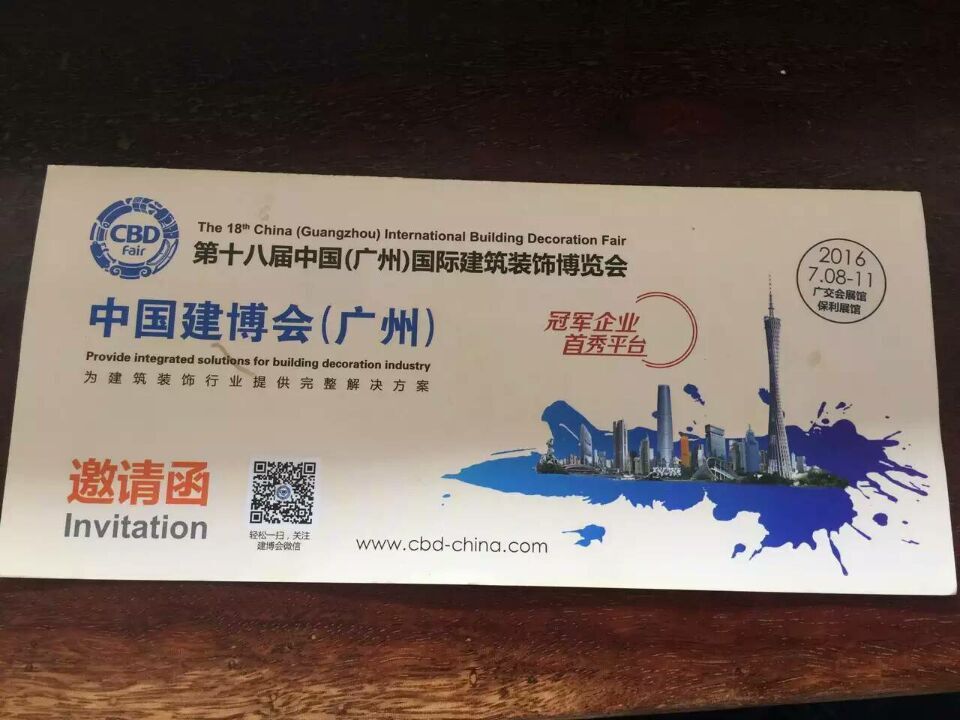 CBD
Fair
The 18th China (Guangzhou) International Building Decoration Fair
第十八届中国(广州)国际建筑装饰博览会
中国建博会(广州)
Provide integrated solutions for building decoration industry
为建筑装饰行业提供完整解决方案
冠军企业
首秀平台
2016
7.08-11
广交会展馆
保利展馆
邀请函
Invitation
轻松一扫，关注
建博会微信
www.cbd-china.com